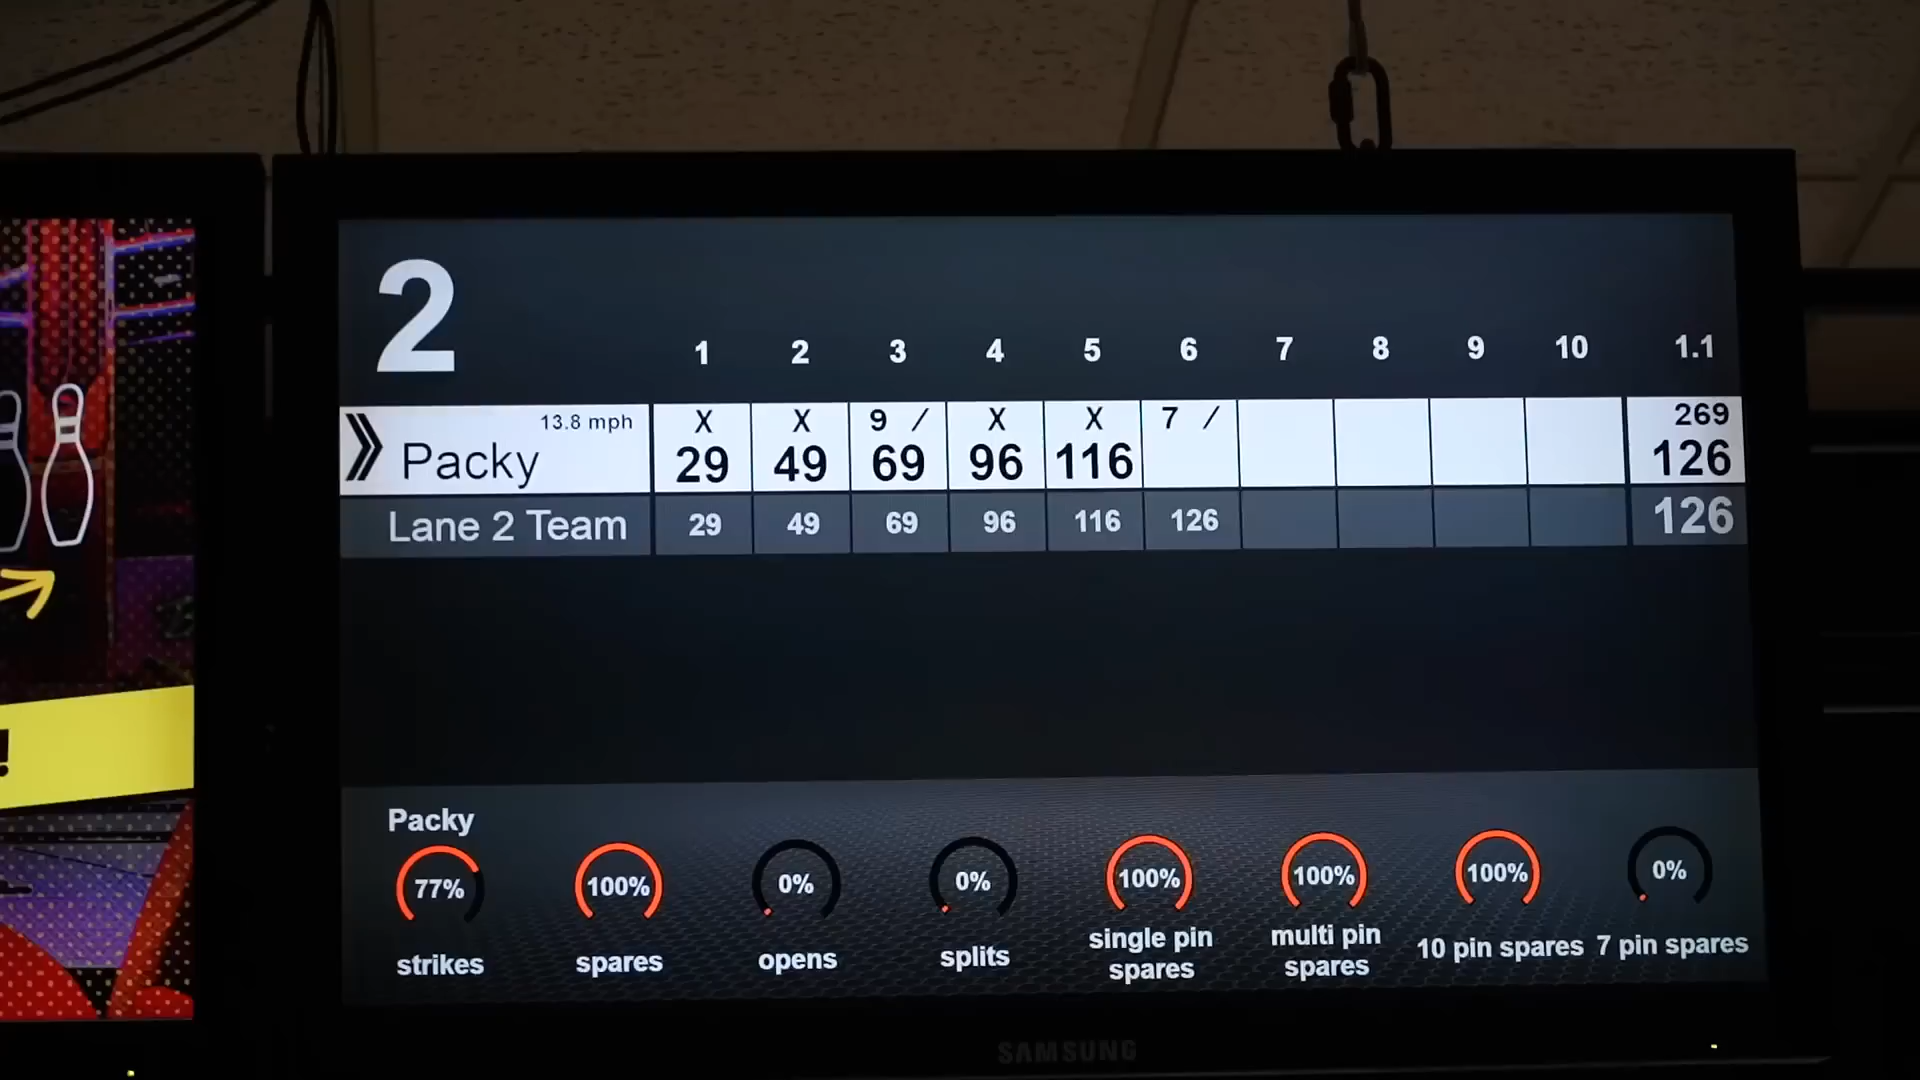 2
1 2 3 4 5 6 7 8 9 10 1.1
13.8 mph X X 9 / X X 7 / 269
Packy 29 49 69 96 116 126
Lane 2 Team 29 49 69 96 116 126 126
!
Packy
77% 100% 0% 0% 100% 100% 100% 0%
strikes spares opens splits single pin spares multi pin spares 10 pin spares 7 pin spares
SAMSUNG